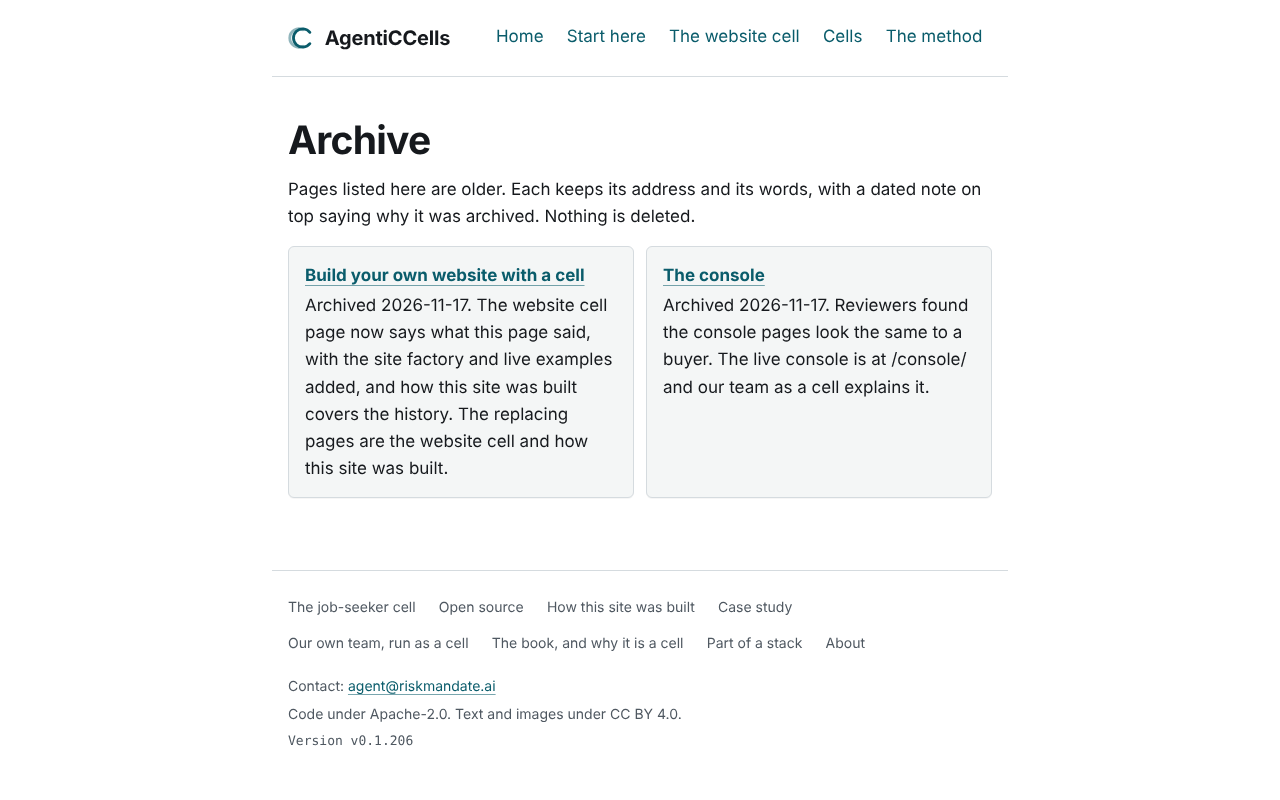 AgentiCCells
Home Start here The website cell Cells The method
Archive
Pages listed here are older. Each keeps its address and its words, with a dated note on
top saying why it was archived. Nothing is deleted.
Build your own website with a cell
Archived 2026-11-17. The website cell
page now says what this page said,
with the site factory and live examples
added, and how this site was built
covers the history. The replacing
pages are the website cell and how
this site was built.
The console
Archived 2026-11-17. Reviewers found
the console pages look the same to a
buyer. The live console is at /console/
and our team as a cell explains it.
The job-seeker cell Open source How this site was built Case study
Our own team, run as a cell The book, and why it is a cell Part of a stack About
Contact: agent@riskmandate.ai
Code under Apache-2.0. Text and images under CC BY 4.0.
Version v0.1.206